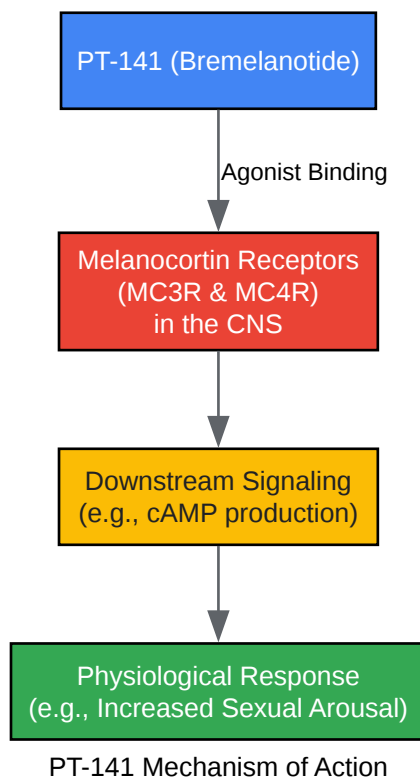 PT-141 (Bremelanotide)
Agonist Binding
Melanocortin Receptors
(MC3R & MC4R)
in the CNS
Downstream Signaling
(e.g., cAMP production)
Physiological Response
(e.g., Increased Sexual Arousal)
PT-141 Mechanism of Action